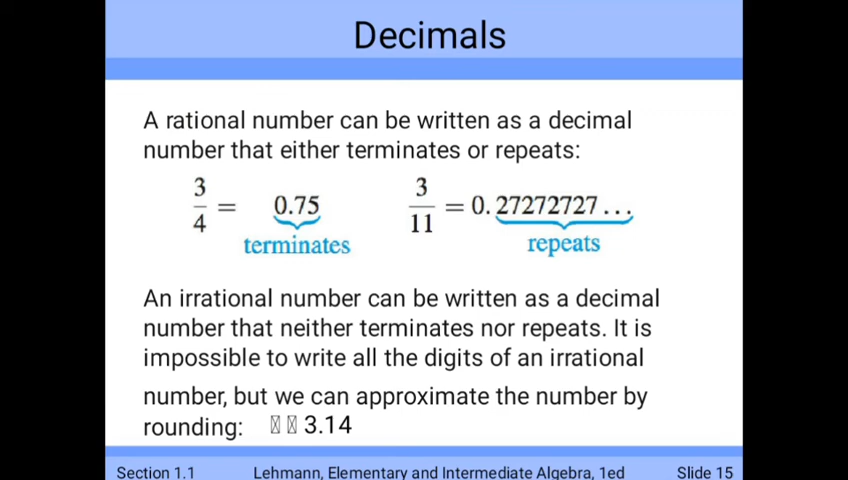 Decimals
A rational number can be written as a decimal
number that either terminates or repeats:
3/4 = 0.75
terminates
3/11 = 0.27272727...
repeats
An irrational number can be written as a decimal
number that neither terminates nor repeats. It is
impossible to write all the digits of an irrational
number, but we can approximate the number by
rounding: 3.14
Section 1.1 Lehmann, Elementary and Intermediate Algebra, 1ed Slide 15